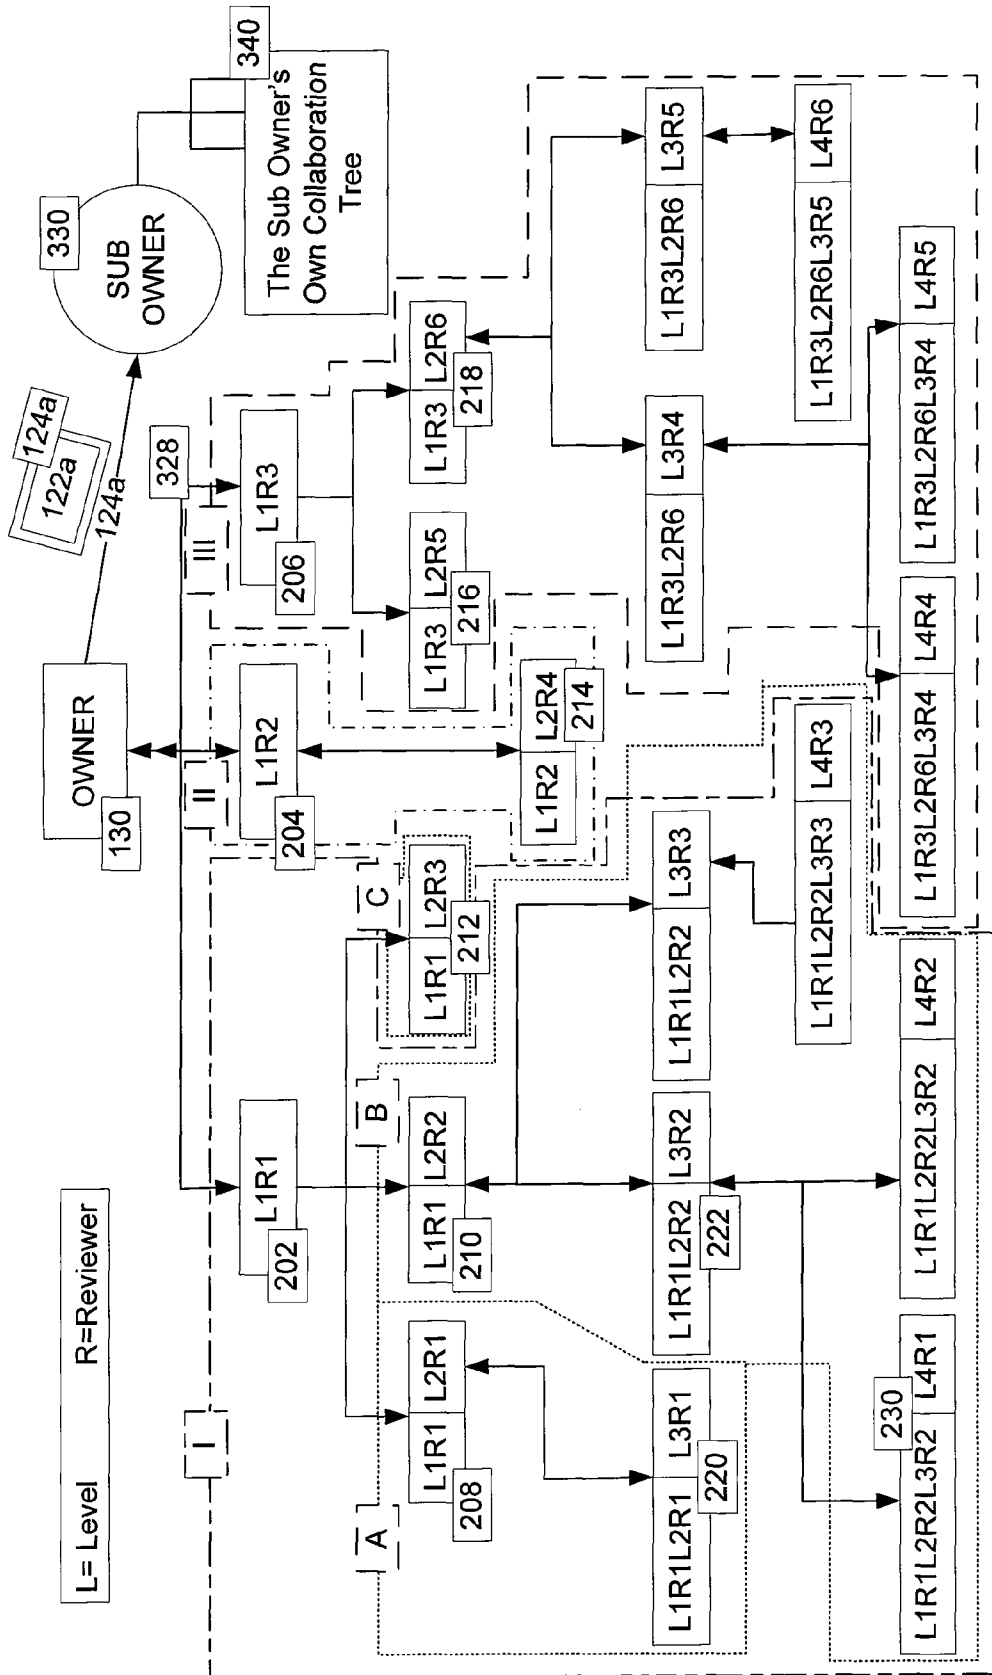 L= Level R=Reviewer
OWNER
130
124a
122a
124a
SUB
OWNER
330
340
The Sub Owner's
Own Collaboration
Tree
328
I
II
III
L1R1
202
L1R2
204
L1R3
206
A
B
C
L1R1 L2R1
208
L1R1 L2R2
210
L1R1 L2R3
212
L1R2 L2R4
214
L1R3 L2R5
216
L1R3 L2R6
218
L1R1L2R1 L3R1
220
L1R1L2R2 L3R2
222
L1R1L2R2 L3R3
L1R3L2R6 L3R4
L1R3L2R6 L3R5
L1R1L2R2L3R3 L4R3
L1R3L2R6L3R5 L4R6
L1R1L2R2L3R2 L4R1
230
L1R1L2R2L3R2 L4R2
L1R3L2R6L3R4 L4R4
L1R3L2R6L3R4 L4R5